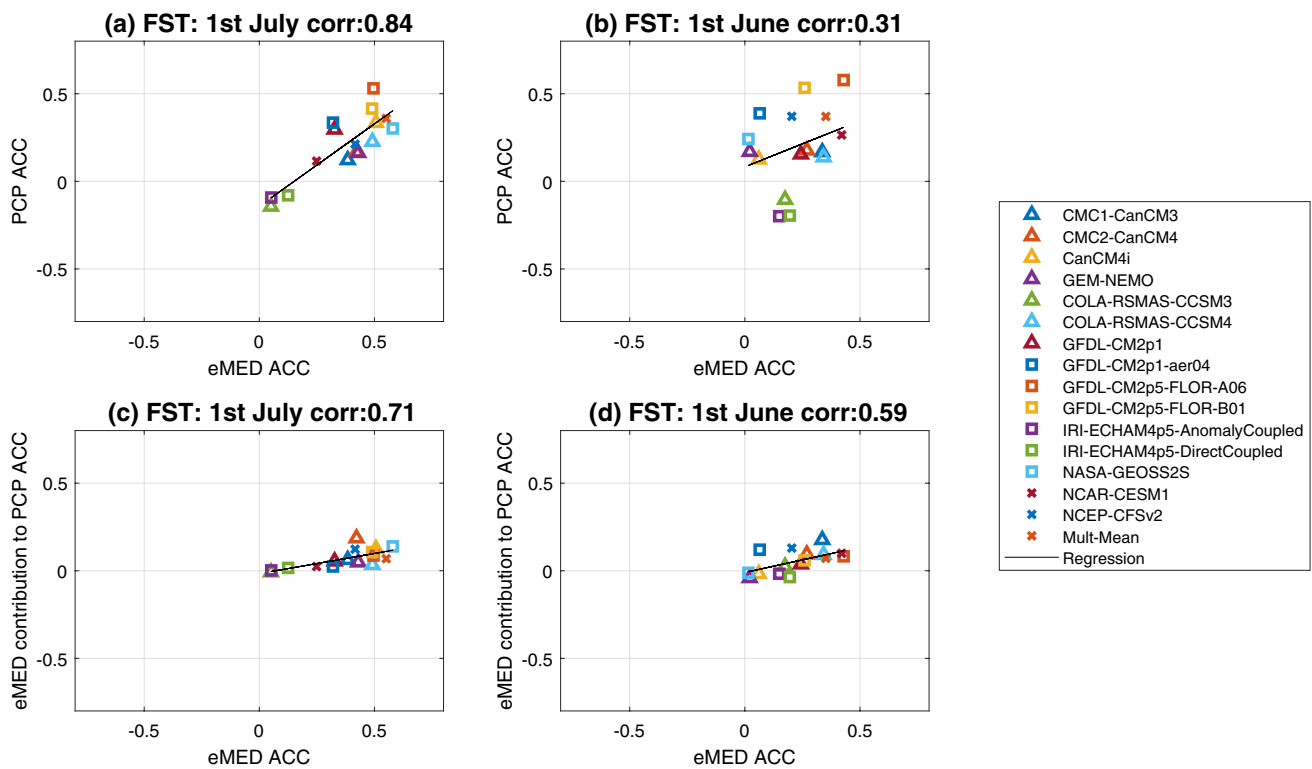 (a) FST: 1st July corr:0.84
0.5
0
-0.5
PCP ACC
-0.5
0
0.5
eMED ACC
(b) FST: 1st June corr:0.31
0.5
0
-0.5
PCP ACC
-0.5
0
0.5
eMED ACC
(c) FST: 1st July corr:0.71
0.5
0
-0.5
eMED contribution to PCP ACC
-0.5
0
0.5
eMED ACC
(d) FST: 1st June corr:0.59
0.5
0
-0.5
eMED contribution to PCP ACC
-0.5
0
0.5
eMED ACC
CMC1-CanCM3
CMC2-CanCM4
CanCM4i
GEM-NEMO
COLA-RSMAS-CCSM3
COLA-RSMAS-CCSM4
GFDL-CM2p1
GFDL-CM2p1-aer04
GFDL-CM2p5-FLOR-A06
GFDL-CM2p5-FLOR-B01
IRI-ECHAM4p5-AnomalyCoupled
IRI-ECHAM4p5-DirectCoupled
NASA-GEOSS2S
NCAR-CESM1
NCEP-CFSv2
Mult-Mean
Regression